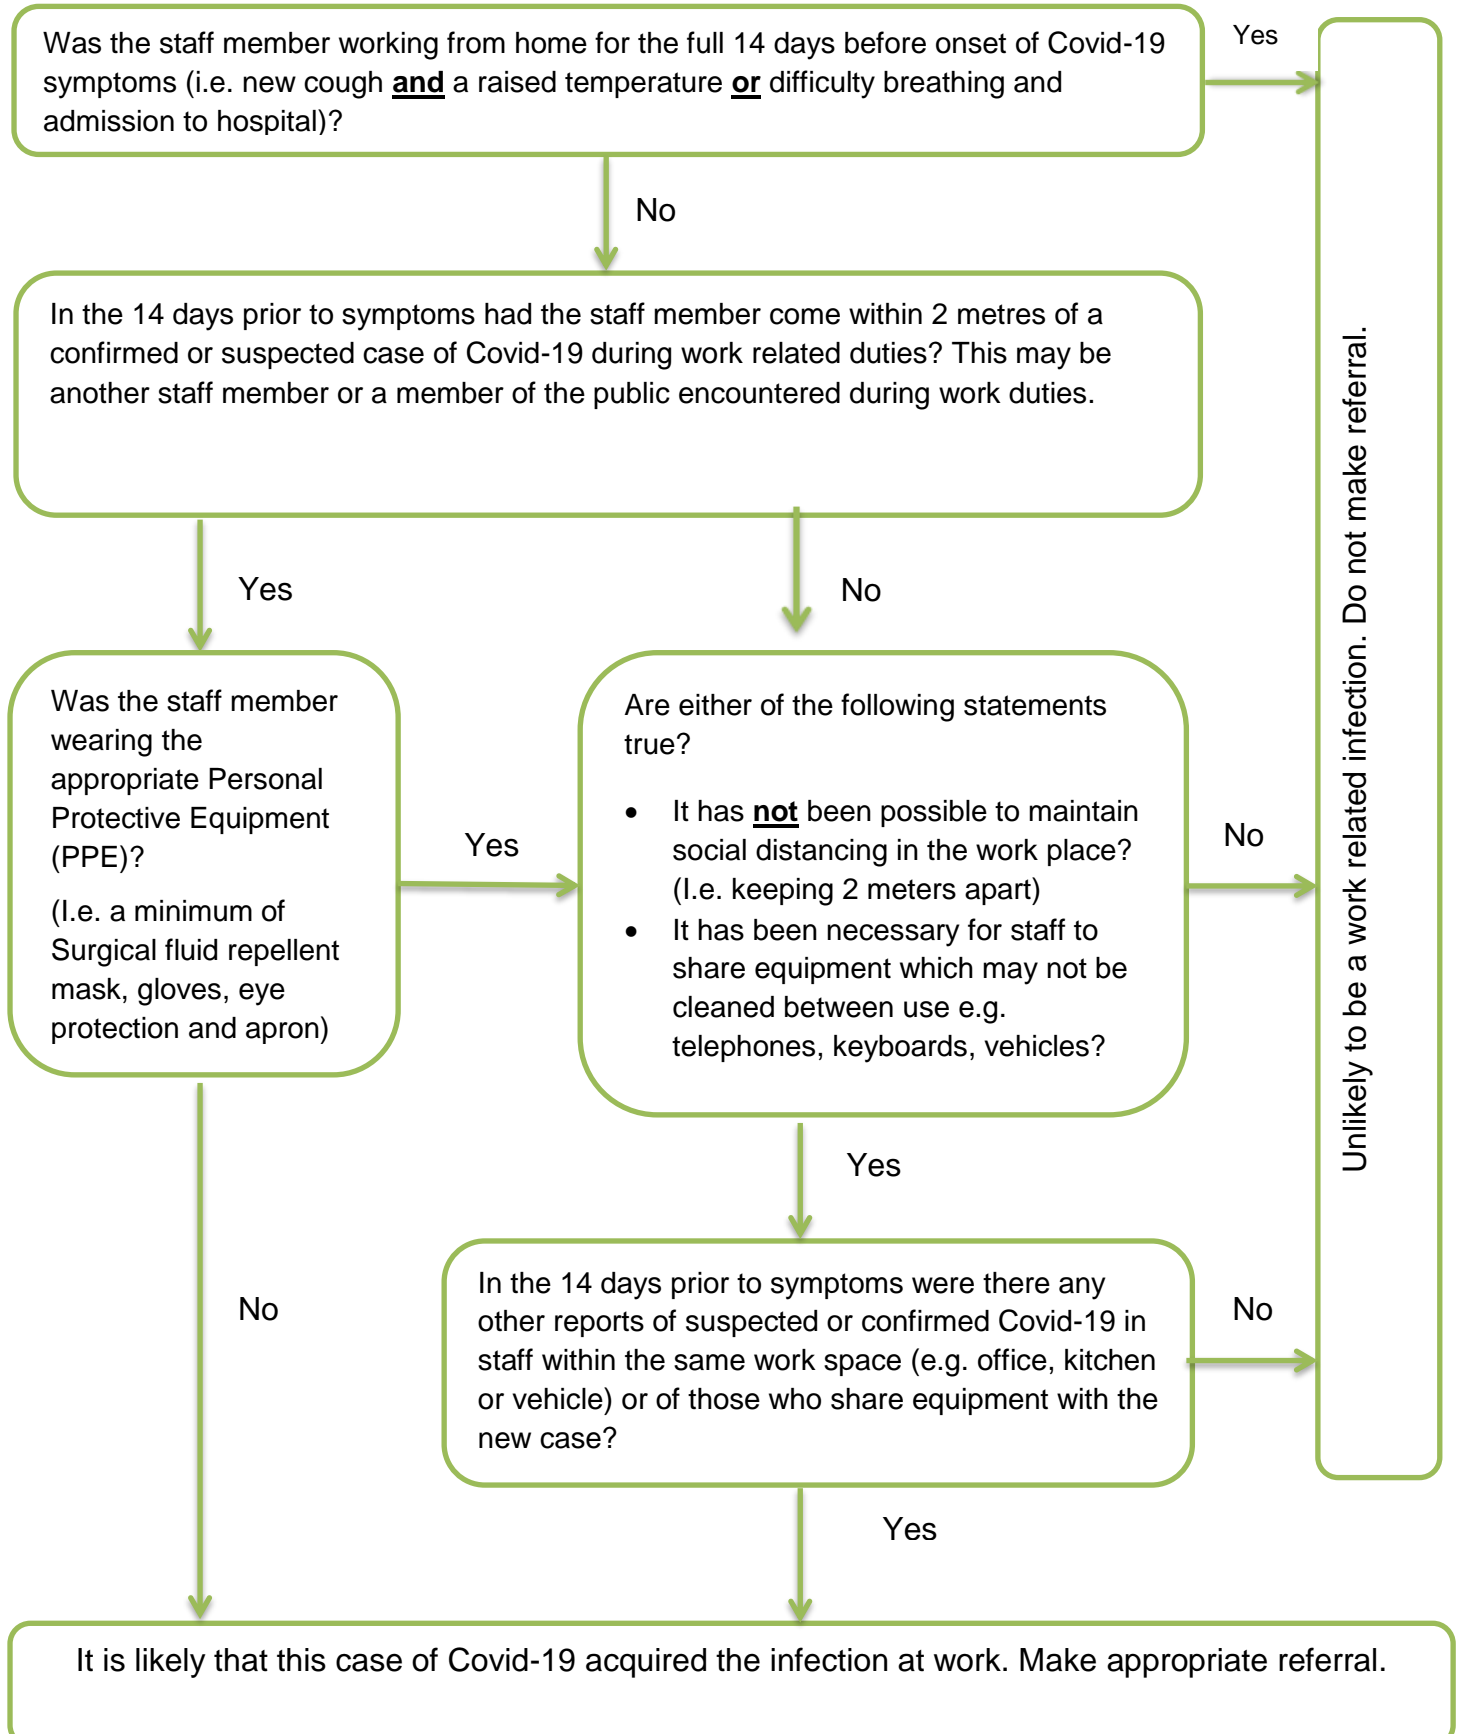 Was the staff member working from home for the full 14 days before onset of Covid-19
symptoms (i.e. new cough and a raised temperature or difficulty breathing and
admission to hospital)?
Yes
No
In the 14 days prior to symptoms had the staff member come within 2 metres of a
confirmed or suspected case of Covid-19 during work related duties? This may be
another staff member or a member of the public encountered during work duties.
Yes
No
Was the staff member
wearing the
appropriate Personal
Protective Equipment
(PPE)?
(I.e. a minimum of
Surgical fluid repellent
mask, gloves, eye
protection and apron)
Yes
Are either of the following statements
true?
• It has not been possible to maintain
social distancing in the work place?
(I.e. keeping 2 meters apart)
• It has been necessary for staff to
share equipment which may not be
cleaned between use e.g.
telephones, keyboards, vehicles?
No
Yes
In the 14 days prior to symptoms were there any
other reports of suspected or confirmed Covid-19 in
staff within the same work space (e.g. office, kitchen
or vehicle) or of those who share equipment with the
new case?
No
No
Yes
Unlikely to be a work related infection. Do not make referral.
It is likely that this case of Covid-19 acquired the infection at work. Make appropriate referral.